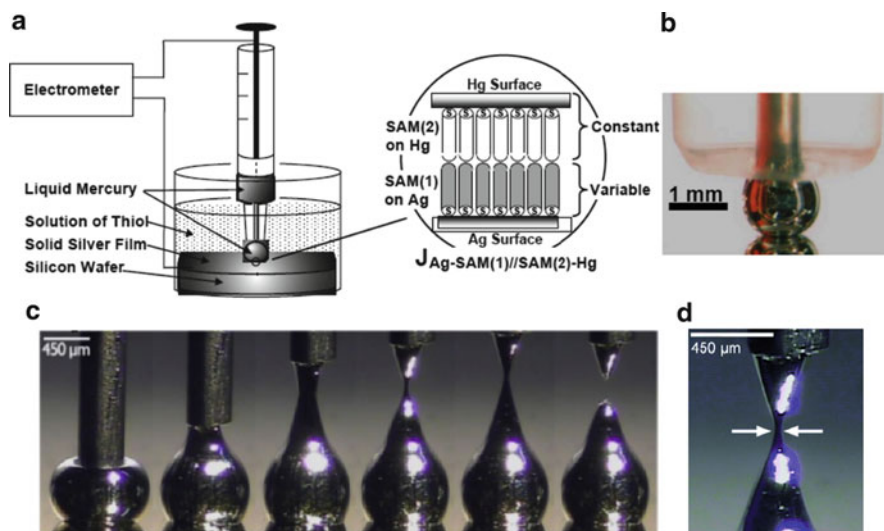 a
Electrometer
Liquid Mercury
Solution of Thiol
Solid Silver Film
Silicon Wafer
Hg Surface
S S S S S S S
SAM(2)
on Hg
Constant
SAM(1)
on Ag
Variable
S S S S S S S
Ag Surface
J Ag-SAM(1)//SAM(2)-Hg
b
1 mm
c
450 µm
d
450 µm